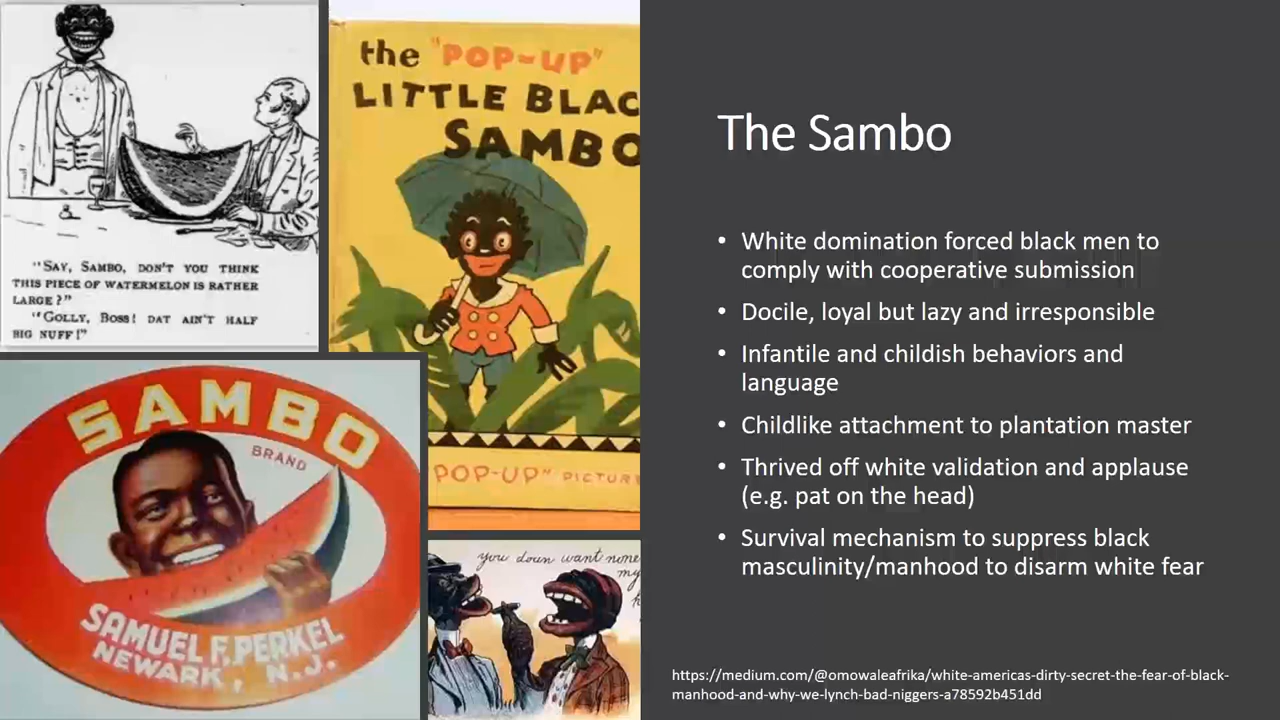 "SAY, SAMBO, DON'T YOU THINK
THIS PIECE OF WATERMELON IS RATHER
LARGE?"
"GOLLY, BOSS! DAT AIN'T HALF
BIG NUFF!"
the "POP-UP"
LITTLE BLAC
SAMBO
"POP-UP" PICTUR
SAMBO
BRAND
SAMUEL F. PERKEL
NEWARK, N.J.
you doun want none
my
The Sambo
• White domination forced black men to
comply with cooperative submission
• Docile, loyal but lazy and irresponsible
• Infantile and childish behaviors and
language
• Childlike attachment to plantation master
• Thrived off white validation and applause
(e.g. pat on the head)
• Survival mechanism to suppress black
masculinity/manhood to disarm white fear
https://medium.com/@omowaleafrika/white-americas-dirty-secret-the-fear-of-black-
manhood-and-why-we-lynch-bad-niggers-a78592b451dd